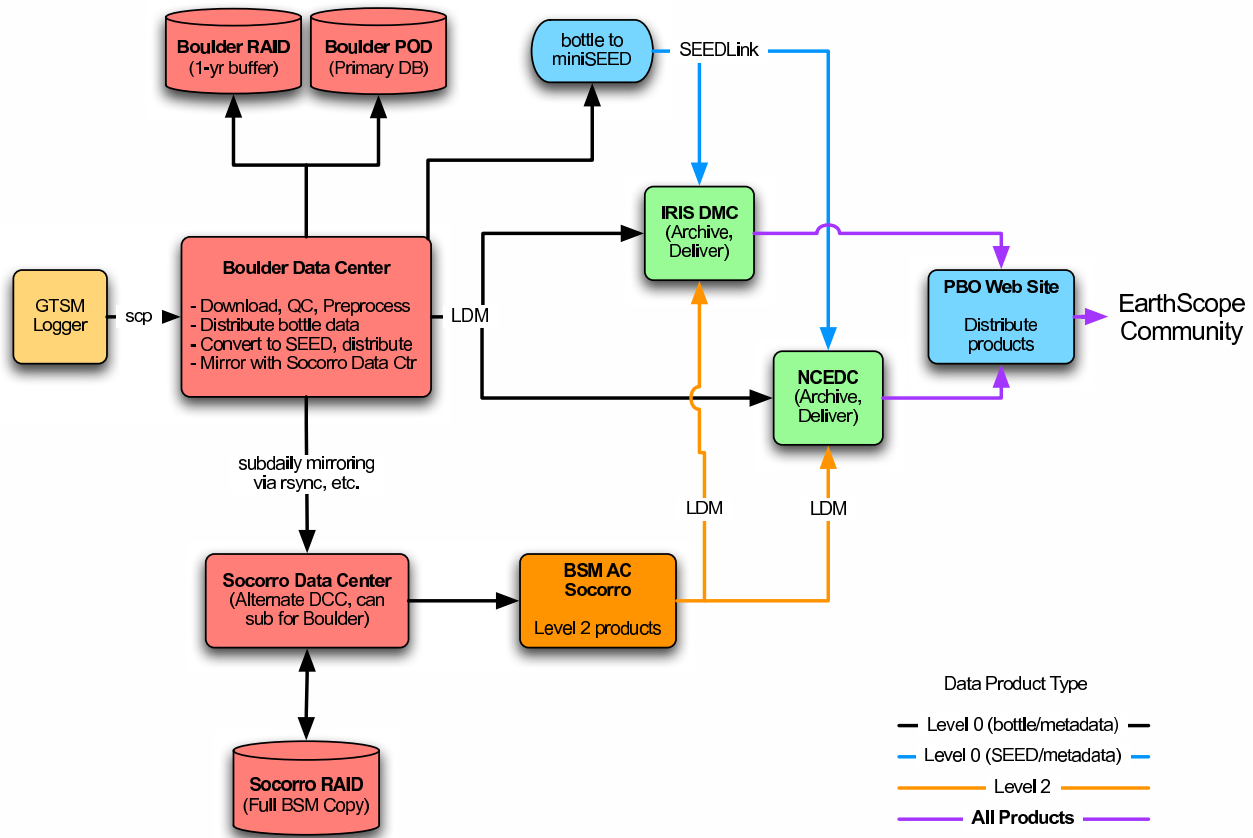 Boulder RAID
(1-yr buffer)
Boulder POD
(Primary DB)
bottle to
miniSEED
SEEDLink
IRIS DMC
(Archive,
Deliver)
Boulder Data Center
- Download, QC, Preprocess
- Distribute bottle data
- Convert to SEED, distribute
- Mirror with Socorro Data Ctr
GTSM
Logger
scp
LDM
PBO Web Site
Distribute
products
EarthScope
Community
NCEDC
(Archive,
Deliver)
subdaily mirroring
via rsync, etc.
LDM
LDM
Socorro Data Center
(Alternate DCC, can
sub for Boulder)
BSM AC
Socorro
Level 2 products
Socorro RAID
(Full BSM Copy)
Data Product Type
Level 0 (bottle/metadata)
Level 0 (SEED/metadata)
Level 2
All Products